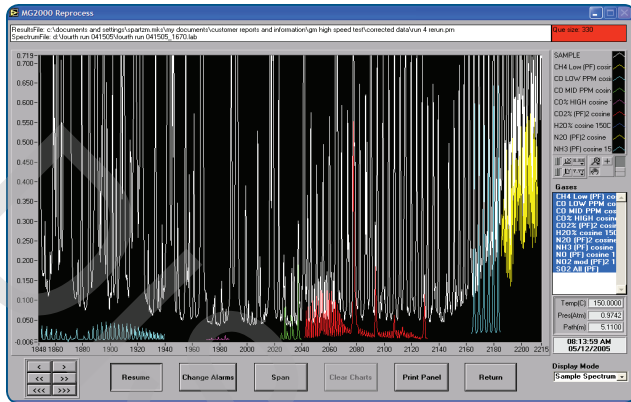 MG2000 Reprocess
ResultsFile: c:\documents and settings\spartzm.mks\my documents\customer reports and information\gm high speed test\corrected data\run 4 rerun.prn
SpectrumFile: d:\fourth run 041505\fourth run 041505_1670.lab
Que size: 330
0.719
0.700
0.650
0.600
0.550
0.500
0.450
0.400
0.350
0.300
0.250
0.200
0.150
0.100
0.050
-0.006
1848 1860 1880 1900 1920 1940 1960 1980 2000 2020 2040 2060 2080 2100 2120 2140 2160 2180 2200 2215
SAMPLE
CH4 Low (PF) cosin
CO LOW PPM cosi
CO MID PPM cosin
CO% HIGH cosine
CO2% (PF)2 cosine
H2O% cosine 150C
N2O (PF)2 cosine
NH3 (PF) cosine 15
Gases
CH4 Low (PF) co
CO LOW PPM co
CO MID PPM cos
CO% HIGH cosine
CO2% (PF)2 cosin
H2O% cosine 150
N2O (PF)2 cosine
NH3 (PF) cosine
NO (PF) cosine 1
NO2 mod (PF)2 1
SO2 All (PF)
Temp(C) 150.0000
Pres(Atm) 0.9742
Path(m) 5.1100
08:13:59 AM
05/12/2005
Display Mode
Sample Spectrum
< >
<< >>
<<< >>>
Resume
Change Alarms
Span
Clear Charts
Print Panel
Return